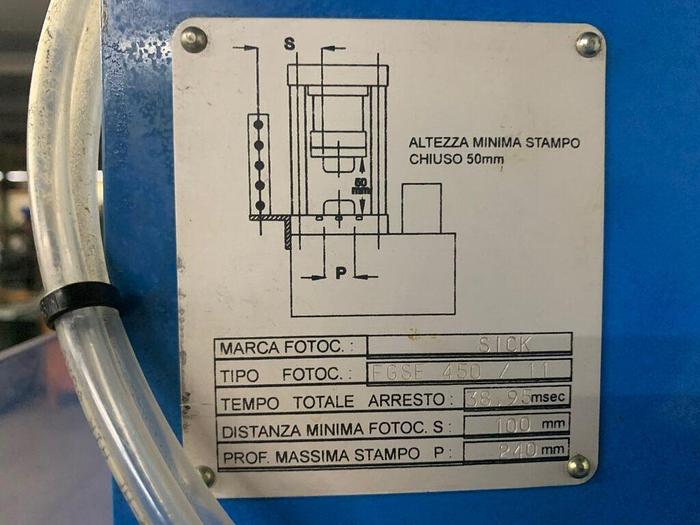 S
ALTEZZA MINIMA STAMPO
CHIUSO 50mm
50
mm
P
MARCA FOTOC.: SICK
TIPO FOTOC.: FGSE 450 / 11
TEMPO TOTALE ARRESTO: 38,95 msec
DISTANZA MINIMA FOTOC. S: 100 mm
PROF. MASSIMA STAMPO P: 240 mm